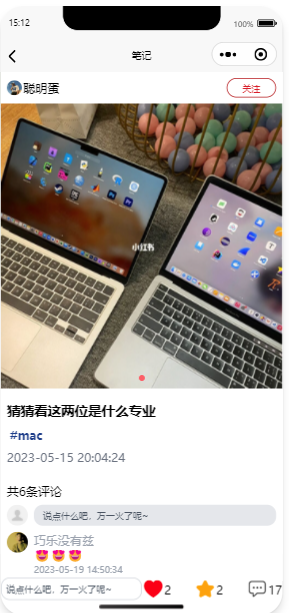 15:12
100%
笔记
聪明蛋
关注
小红书
猜猜看这两位是什么专业
#mac
2023-05-15 20:04:24
共6条评论
说点什么吧，万一火了呢~
巧乐没有兹
2023-05-19 14:50:34
说点什么吧，万一火了呢~
2
2
17